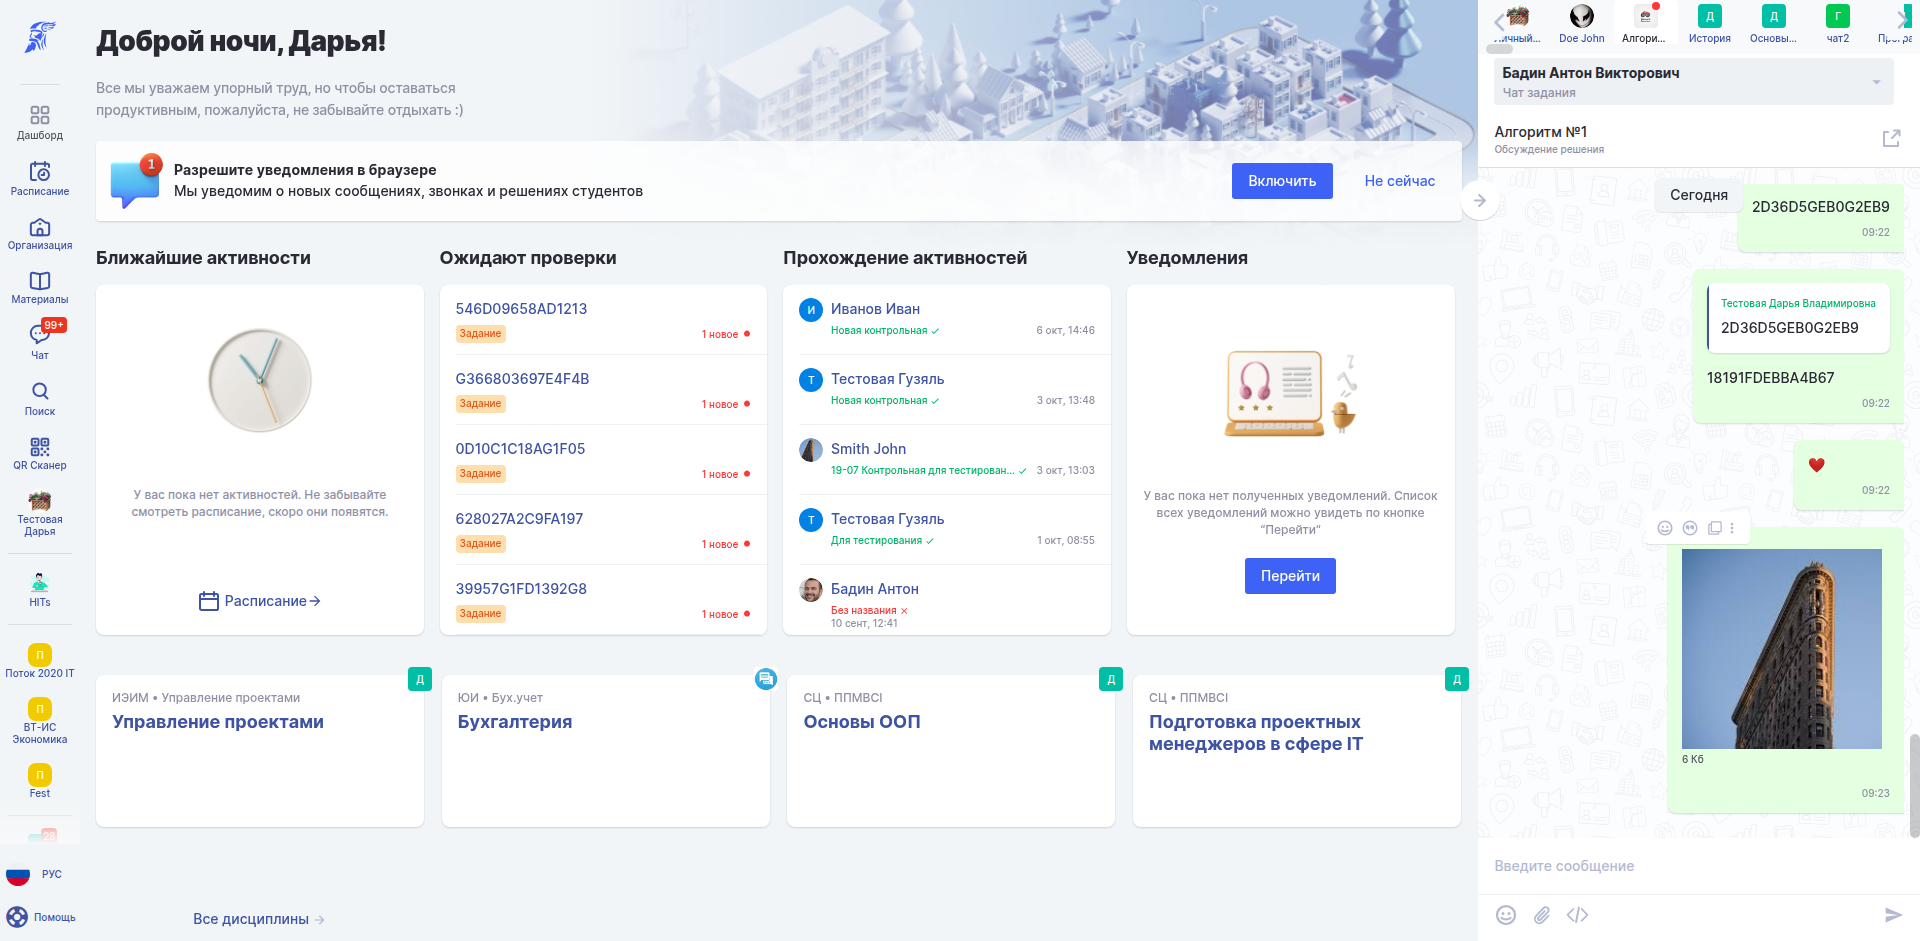 Дашборд
Расписание
Организация
Материалы
99+
Чат
Поиск
QR Сканер
Тестовая
Дарья
HITs
П
Поток 2020 IT
П
ВТ-ИС
Экономика
П
Fest
28
РУС
Помощь
Доброй ночи, Дарья!
Все мы уважаем упорный труд, но чтобы оставаться
продуктивным, пожалуйста, не забывайте отдыхать :)
1
Разрешите уведомления в браузере
Мы уведомим о новых сообщениях, звонках и решениях студентов
Включить
Не сейчас
Ближайшие активности
У вас пока нет активностей. Не забывайте
смотреть расписание, скоро они появятся.
Расписание
Ожидают проверки
546D09658AD1213
Задание
1 новое
G366803697E4F4B
Задание
1 новое
0D10C1C18AG1F05
Задание
1 новое
628027A2C9FA197
Задание
1 новое
39957G1FD1392G8
Задание
1 новое
Прохождение активностей
И
Иванов Иван
Новая контрольная
6 окт, 14:46
Т
Тестовая Гузяль
Новая контрольная
3 окт, 13:48
Smith John
19-07 Контрольная для тестирован...
3 окт, 13:03
Т
Тестовая Гузяль
Для тестирования
1 окт, 08:55
Бадин Антон
Без названия
10 сент, 12:41
Уведомления
У вас пока нет полученных уведомлений. Список
всех уведомлений можно увидеть по кнопке
“Перейти”
Перейти
Д
ИЭИМ • Управление проектами
Управление проектами
ЮИ • Бух.учет
Бухгалтерия
Д
СЦ • ППМВСІ
Основы ООП
Д
СЦ • ППМВСІ
Подготовка проектных
менеджеров в сфере IT
Все дисциплины
Личный...
Doe John
Алгори...
Д
История
Д
Основы...
Г
чат2
Програ
Бадин Антон Викторович
Чат задания
Алгоритм №1
Обсуждение решения
Сегодня
2D36D5GEB0G2EB9
09:22
Тестовая Дарья Владимировна
2D36D5GEB0G2EB9
18191FDEBBA4B67
09:22
09:22
6 Кб
09:23
Введите сообщение